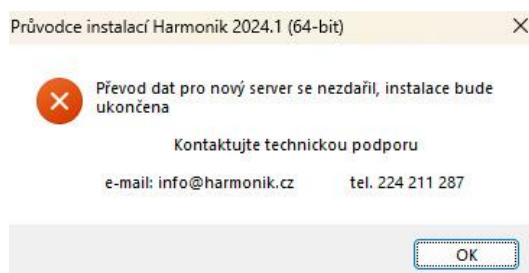 Průvodce instalací Harmonik 2024.1 (64-bit)
Převod dat pro nový server se nezdařil, instalace bude
ukončena
Kontaktujte technickou podporu
e-mail: info@harmonik.cz tel. 224 211 287
OK